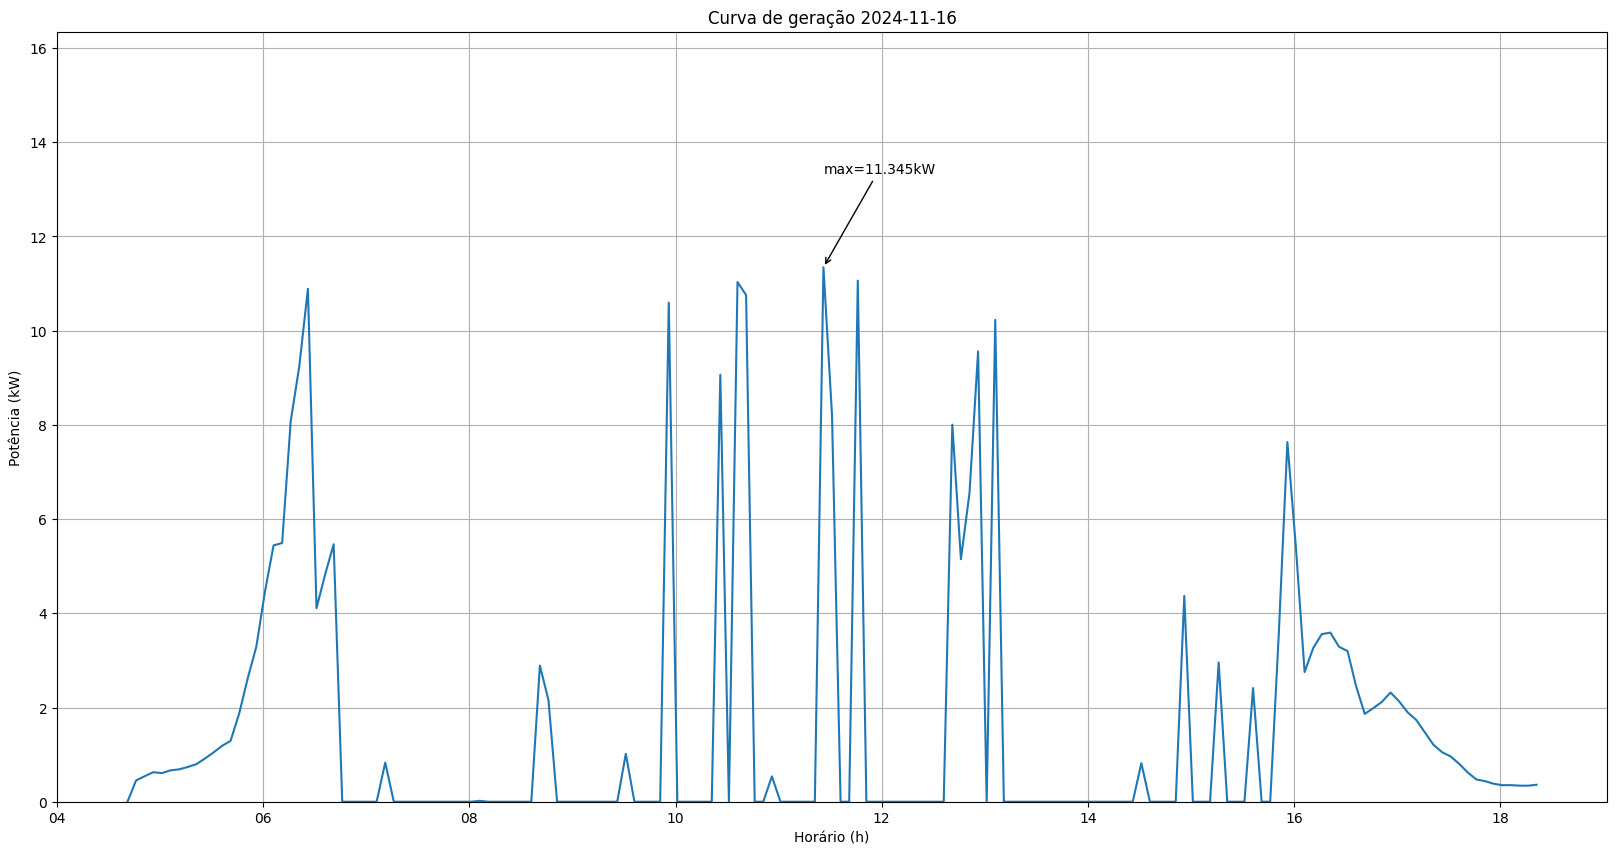 Curva de geração 2024-11-16
16
14
max=11.345kW
12
10
8
6
4
2
0
Potência (kW)
04 06 08 10 12 14 16 18
Horário (h)